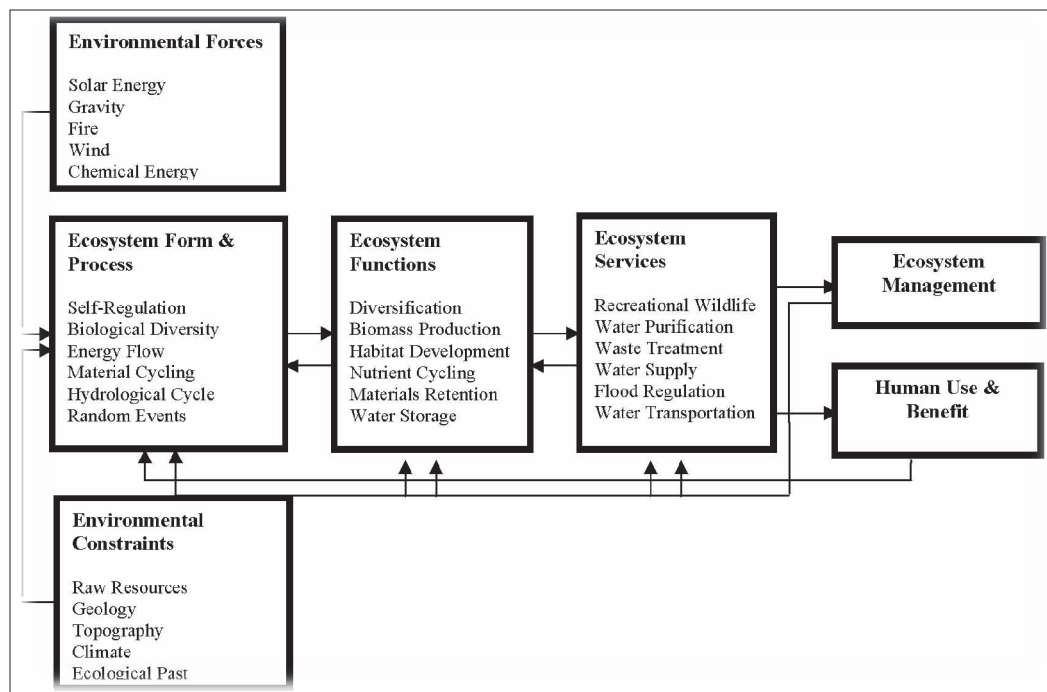 Environmental Forces
Solar Energy
Gravity
Fire
Wind
Chemical Energy
Ecosystem Form &
Process
Self-Regulation
Biological Diversity
Energy Flow
Material Cycling
Hydrological Cycle
Random Events
Ecosystem
Functions
Diversification
Biomass Production
Habitat Development
Nutrient Cycling
Materials Retention
Water Storage
Ecosystem
Services
Recreational Wildlife
Water Purification
Waste Treatment
Water Supply
Flood Regulation
Water Transportation
Ecosystem
Management
Human Use &
Benefit
Environmental
Constraints
Raw Resources
Geology
Topography
Climate
Ecological Past